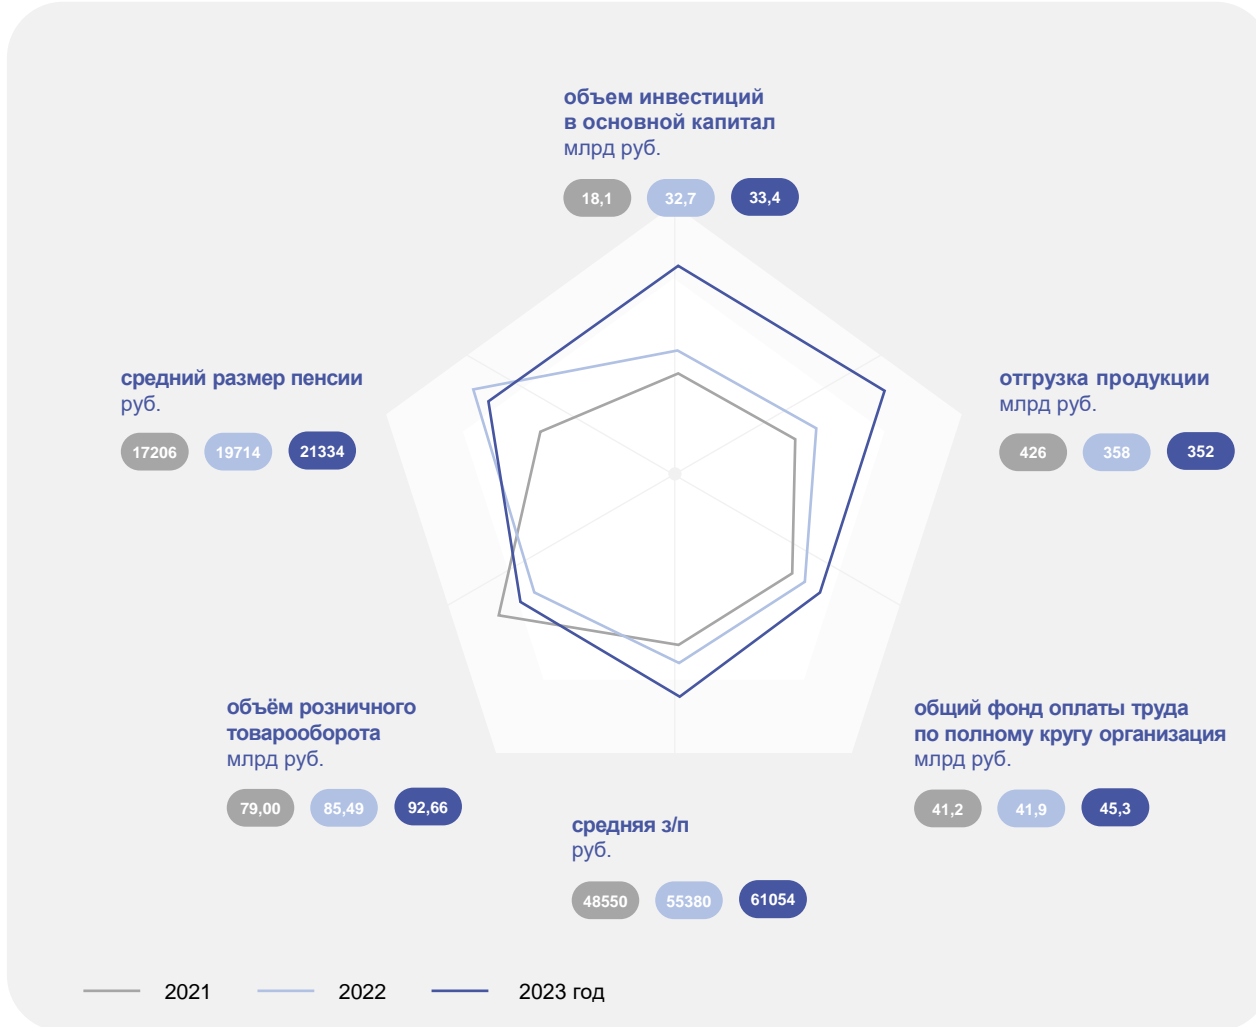 объем инвестиций
в основной капитал
млрд руб.
18,1 32,7 33,4
средний размер пенсии
руб.
17206 19714 21334
отгрузка продукции
млрд руб.
426 358 352
объём розничного
товарооборота
млрд руб.
79,00 85,49 92,66
общий фонд оплаты труда
по полному кругу организация
млрд руб.
41,2 41,9 45,3
средняя з/п
руб.
48550 55380 61054
2021 2022 2023 год